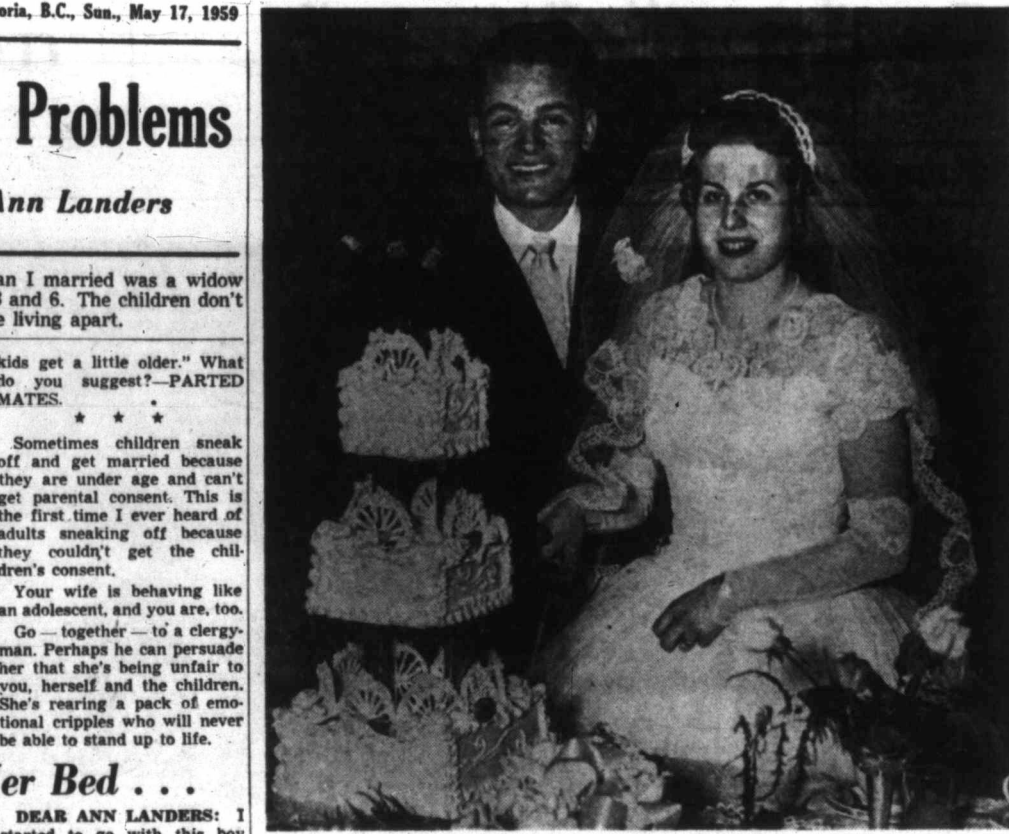 oria, B.C., Sun., May 17, 1959
Problems
Ann Landers
an I married was a widow
and 6. The children don't
e living apart.
kids get a little older." What
do you suggest?—PARTED
MATES.
★ ★ ★
Sometimes children sneak
off and get married because
they are under age and can't
get parental consent. This is
the first time I ever heard of
adults sneaking off because
they couldn't get the chil-
dren's consent.
Your wife is behaving like
an adolescent, and you are, too.
Go — together — to a clergy-
man. Perhaps he can persuade
her that she's being unfair to
you, herself and the children.
She's rearing a pack of emo-
tional cripples who will never
be able to stand up to life.
er Bed . . .
DEAR ANN LANDERS: I
started to go with this boy